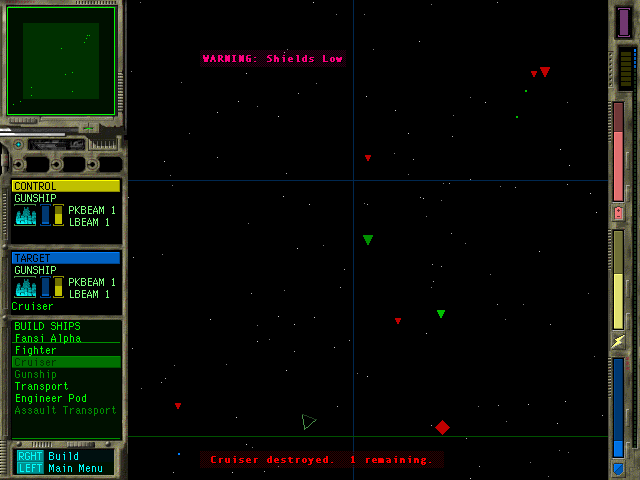 WARNING: Shields Low
CONTROL
GUNSHIP
PKBEAM 1
LBEAM 1
TARGET
GUNSHIP
PKBEAM 1
LBEAM 1
Cruiser
BUILD SHIPS
Fansi Alpha
Fighter
Cruiser
Gunship
Transport
Engineer Pod
Assault Transport
RGHT Build
LEFT Main Menu
Cruiser destroyed. 1 remaining.